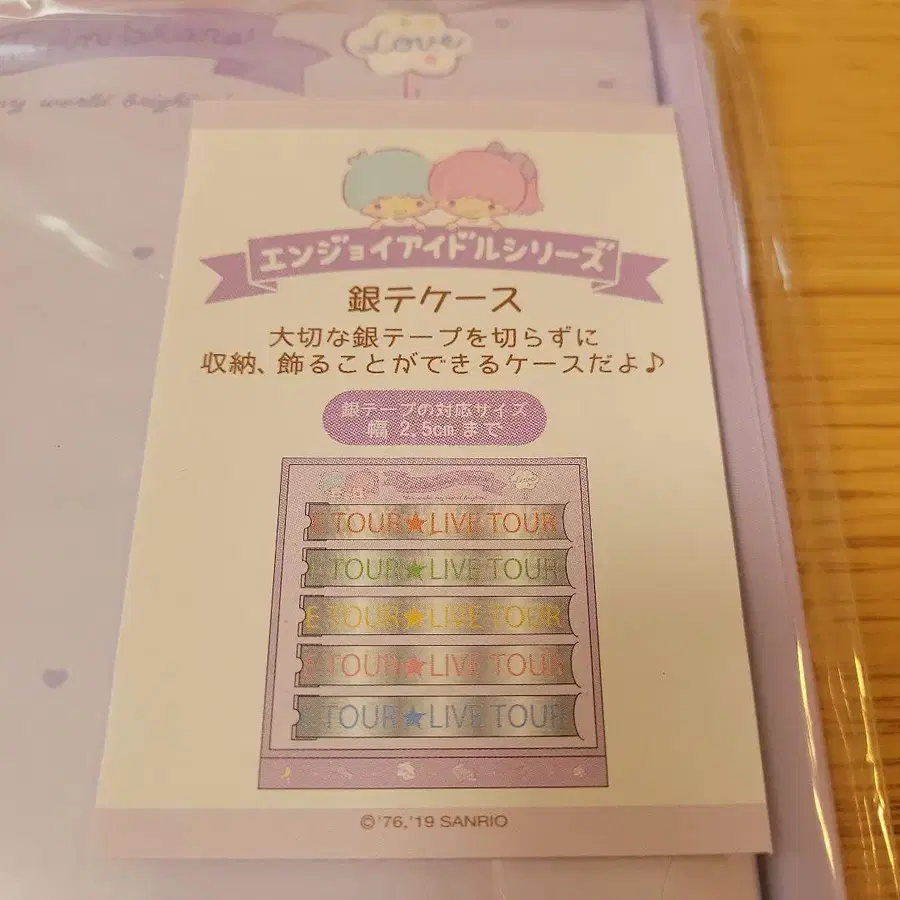 Love
エンジョイアイドルシリーズ
銀テケース
大切な銀テープを切らずに
収納、飾ることができるケースだよ♪
銀テープの対応サイズ
幅 2.5cm まで
E TOUR★LIVE TOUR
E TOUR★LIVE TOUR
E TOUR★LIVE TOUR
E TOUR★LIVE TOUR
E TOUR★LIVE TOUR
©'76,'19 SANRIO